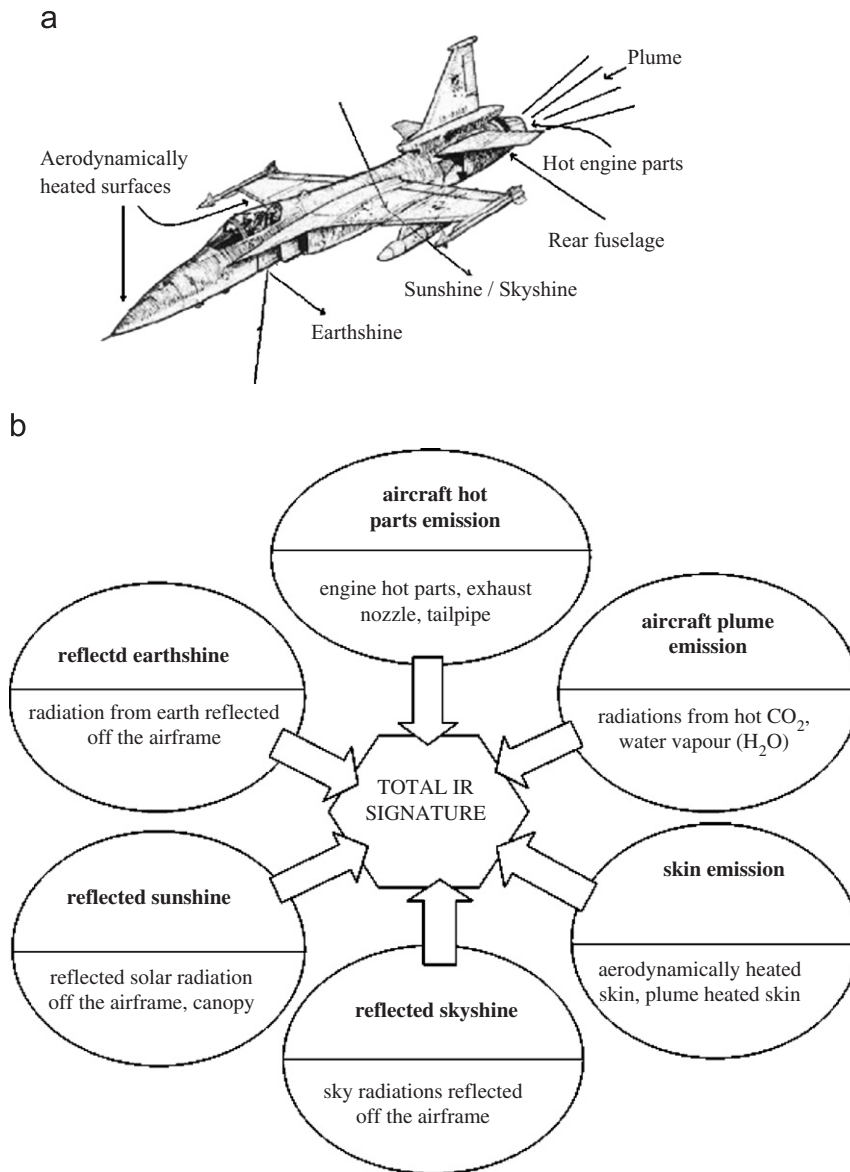 a
Plume
Hot engine parts
Aerodynamically
heated surfaces
Rear fuselage
Sunshine / Skyshine
Earthshine
b
aircraft hot
parts emission
engine hot parts, exhaust
nozzle, tailpipe
reflectd earthshine
radiation from earth reflected
off the airframe
aircraft plume
emission
radiations from hot CO₂,
water vapour (H₂O)
TOTAL IR
SIGNATURE
reflected sunshine
reflected solar radiation
off the airframe, canopy
skin emission
aerodynamically heated
skin, plume heated skin
reflected skyshine
sky radiations reflected
off the airframe